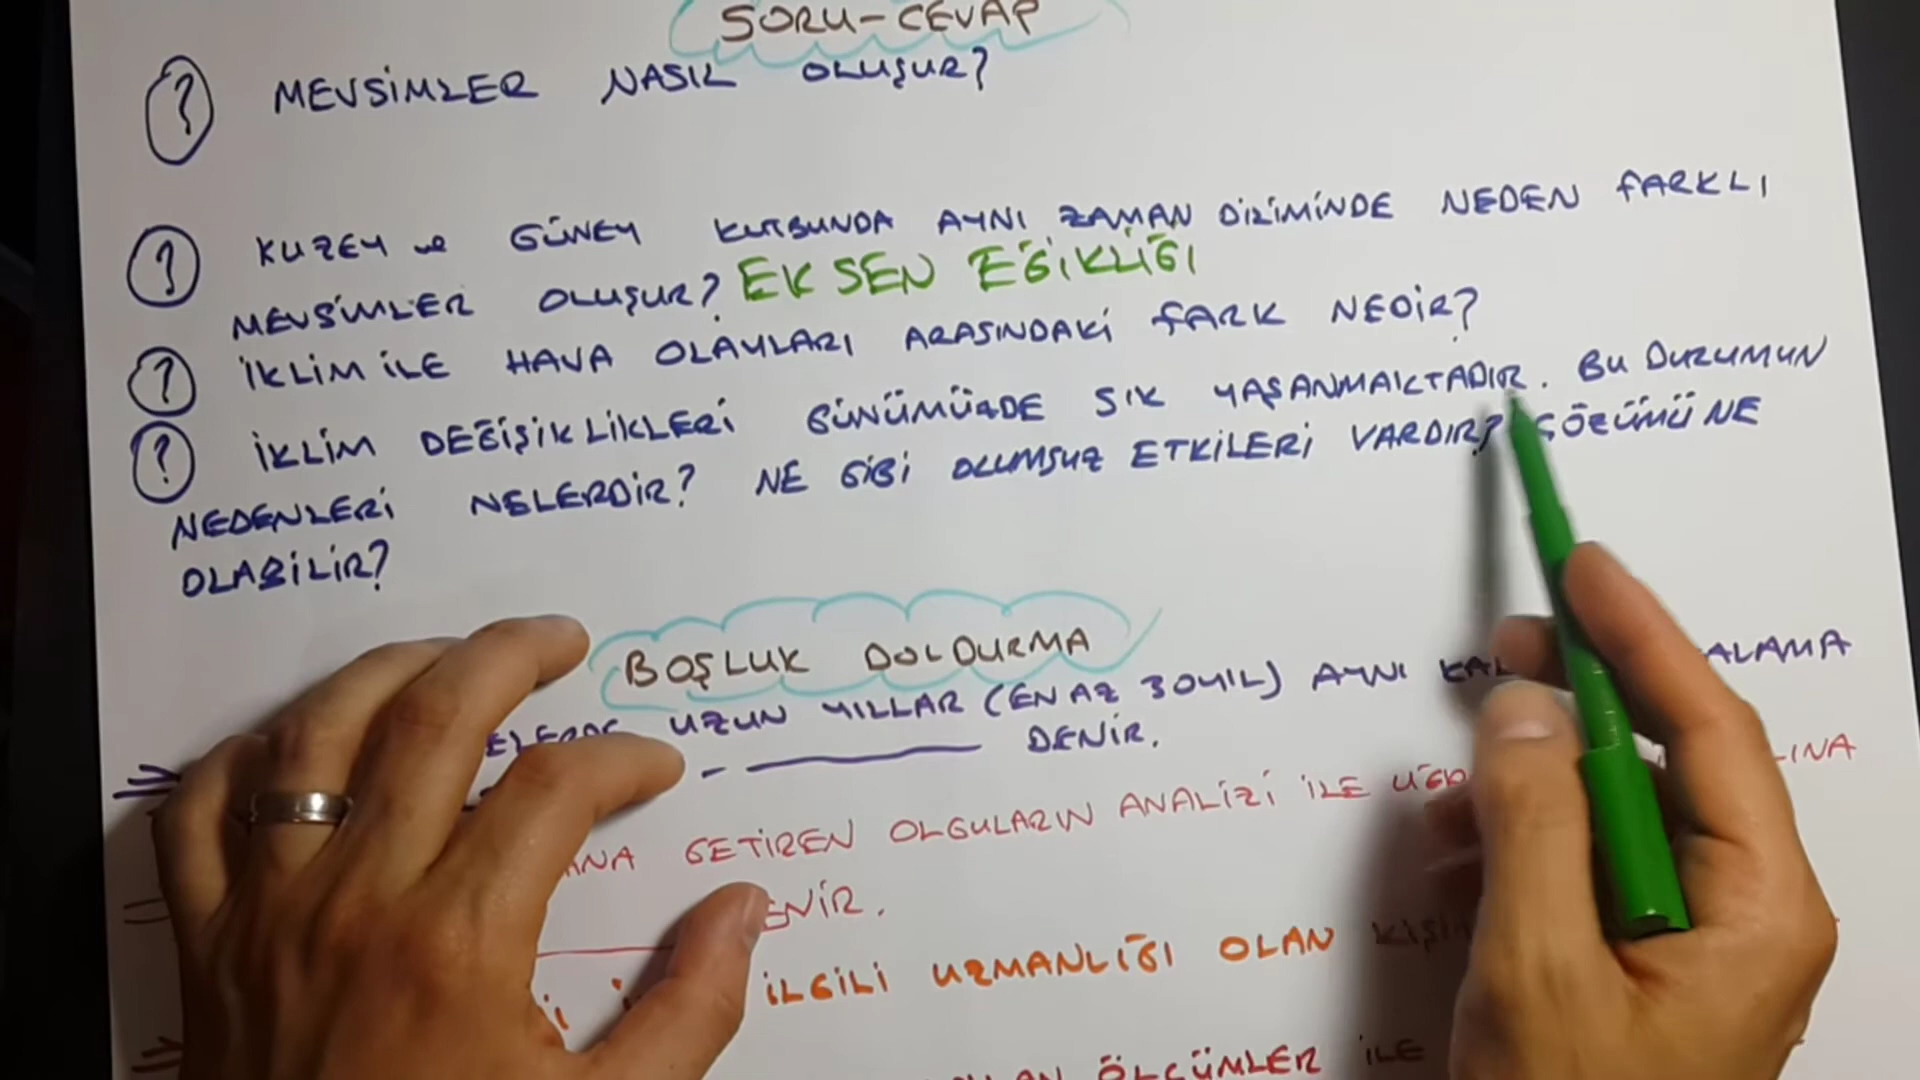 SORU-CEVAP
? MEVSİMLER NASIL OLUŞUR?
? KUZEY ve GÜNEY KUTBUNDA AYNI ZAMAN DİLİMİNDE NEDEN FARKLI
MEVSİMLER OLUŞUR? EKSEN EĞİKLİĞİ
? İKLİM İLE HAVA OLAYLARI ARASINDAKİ FARK NEDİR?
? İKLİM DEĞİŞİKLİKLERİ GÜNÜMÜZDE SIK YAŞANMAKTADIR. BU DURUMUN
NEDENLERİ NELERDİR? NE GİBİ OLUMSUZ ETKİLERİ VARDIR? ÇÖZÜMÜ NE
OLABİLİR?
BOŞLUK DOLDURMA
UZUN YILLAR (EN AZ 30 YIL) AYNI
DENİR.
GETİREN OLGULARIN ANALİZİ İLE
İLGİLİ UZMANLIĞI OLAN
ÖLÇÜMLER İLE